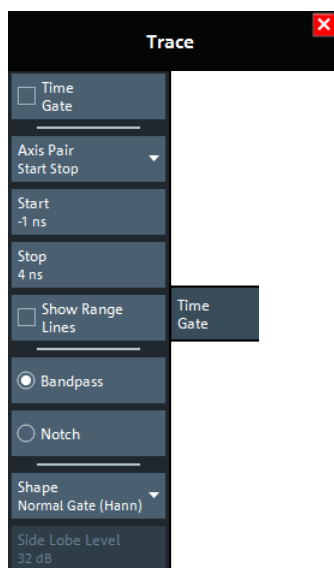 Trace
Time
Gate
Axis Pair
Start Stop
Start
-1 ns
Stop
4 ns
Show Range
Lines
Time
Gate
Bandpass
Notch
Shape
Normal Gate (Hann)
Side Lobe Level
32 dB